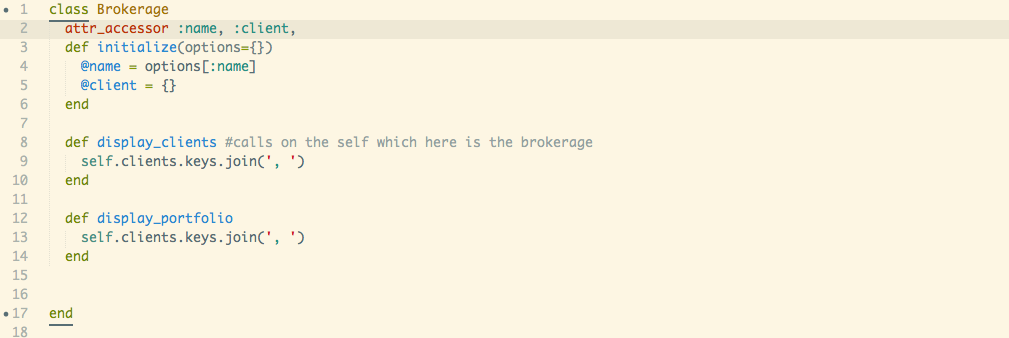 1 class Brokerage
2   attr_accessor :name, :client,
3   def initialize(options={})
4     @name = options[:name]
5     @client = {}
6   end
7
8   def display_clients #calls on the self which here is the brokerage
9     self.clients.keys.join(', ')
10   end
11
12   def display_portfolio
13     self.clients.keys.join(', ')
14   end
15
16
17 end
18